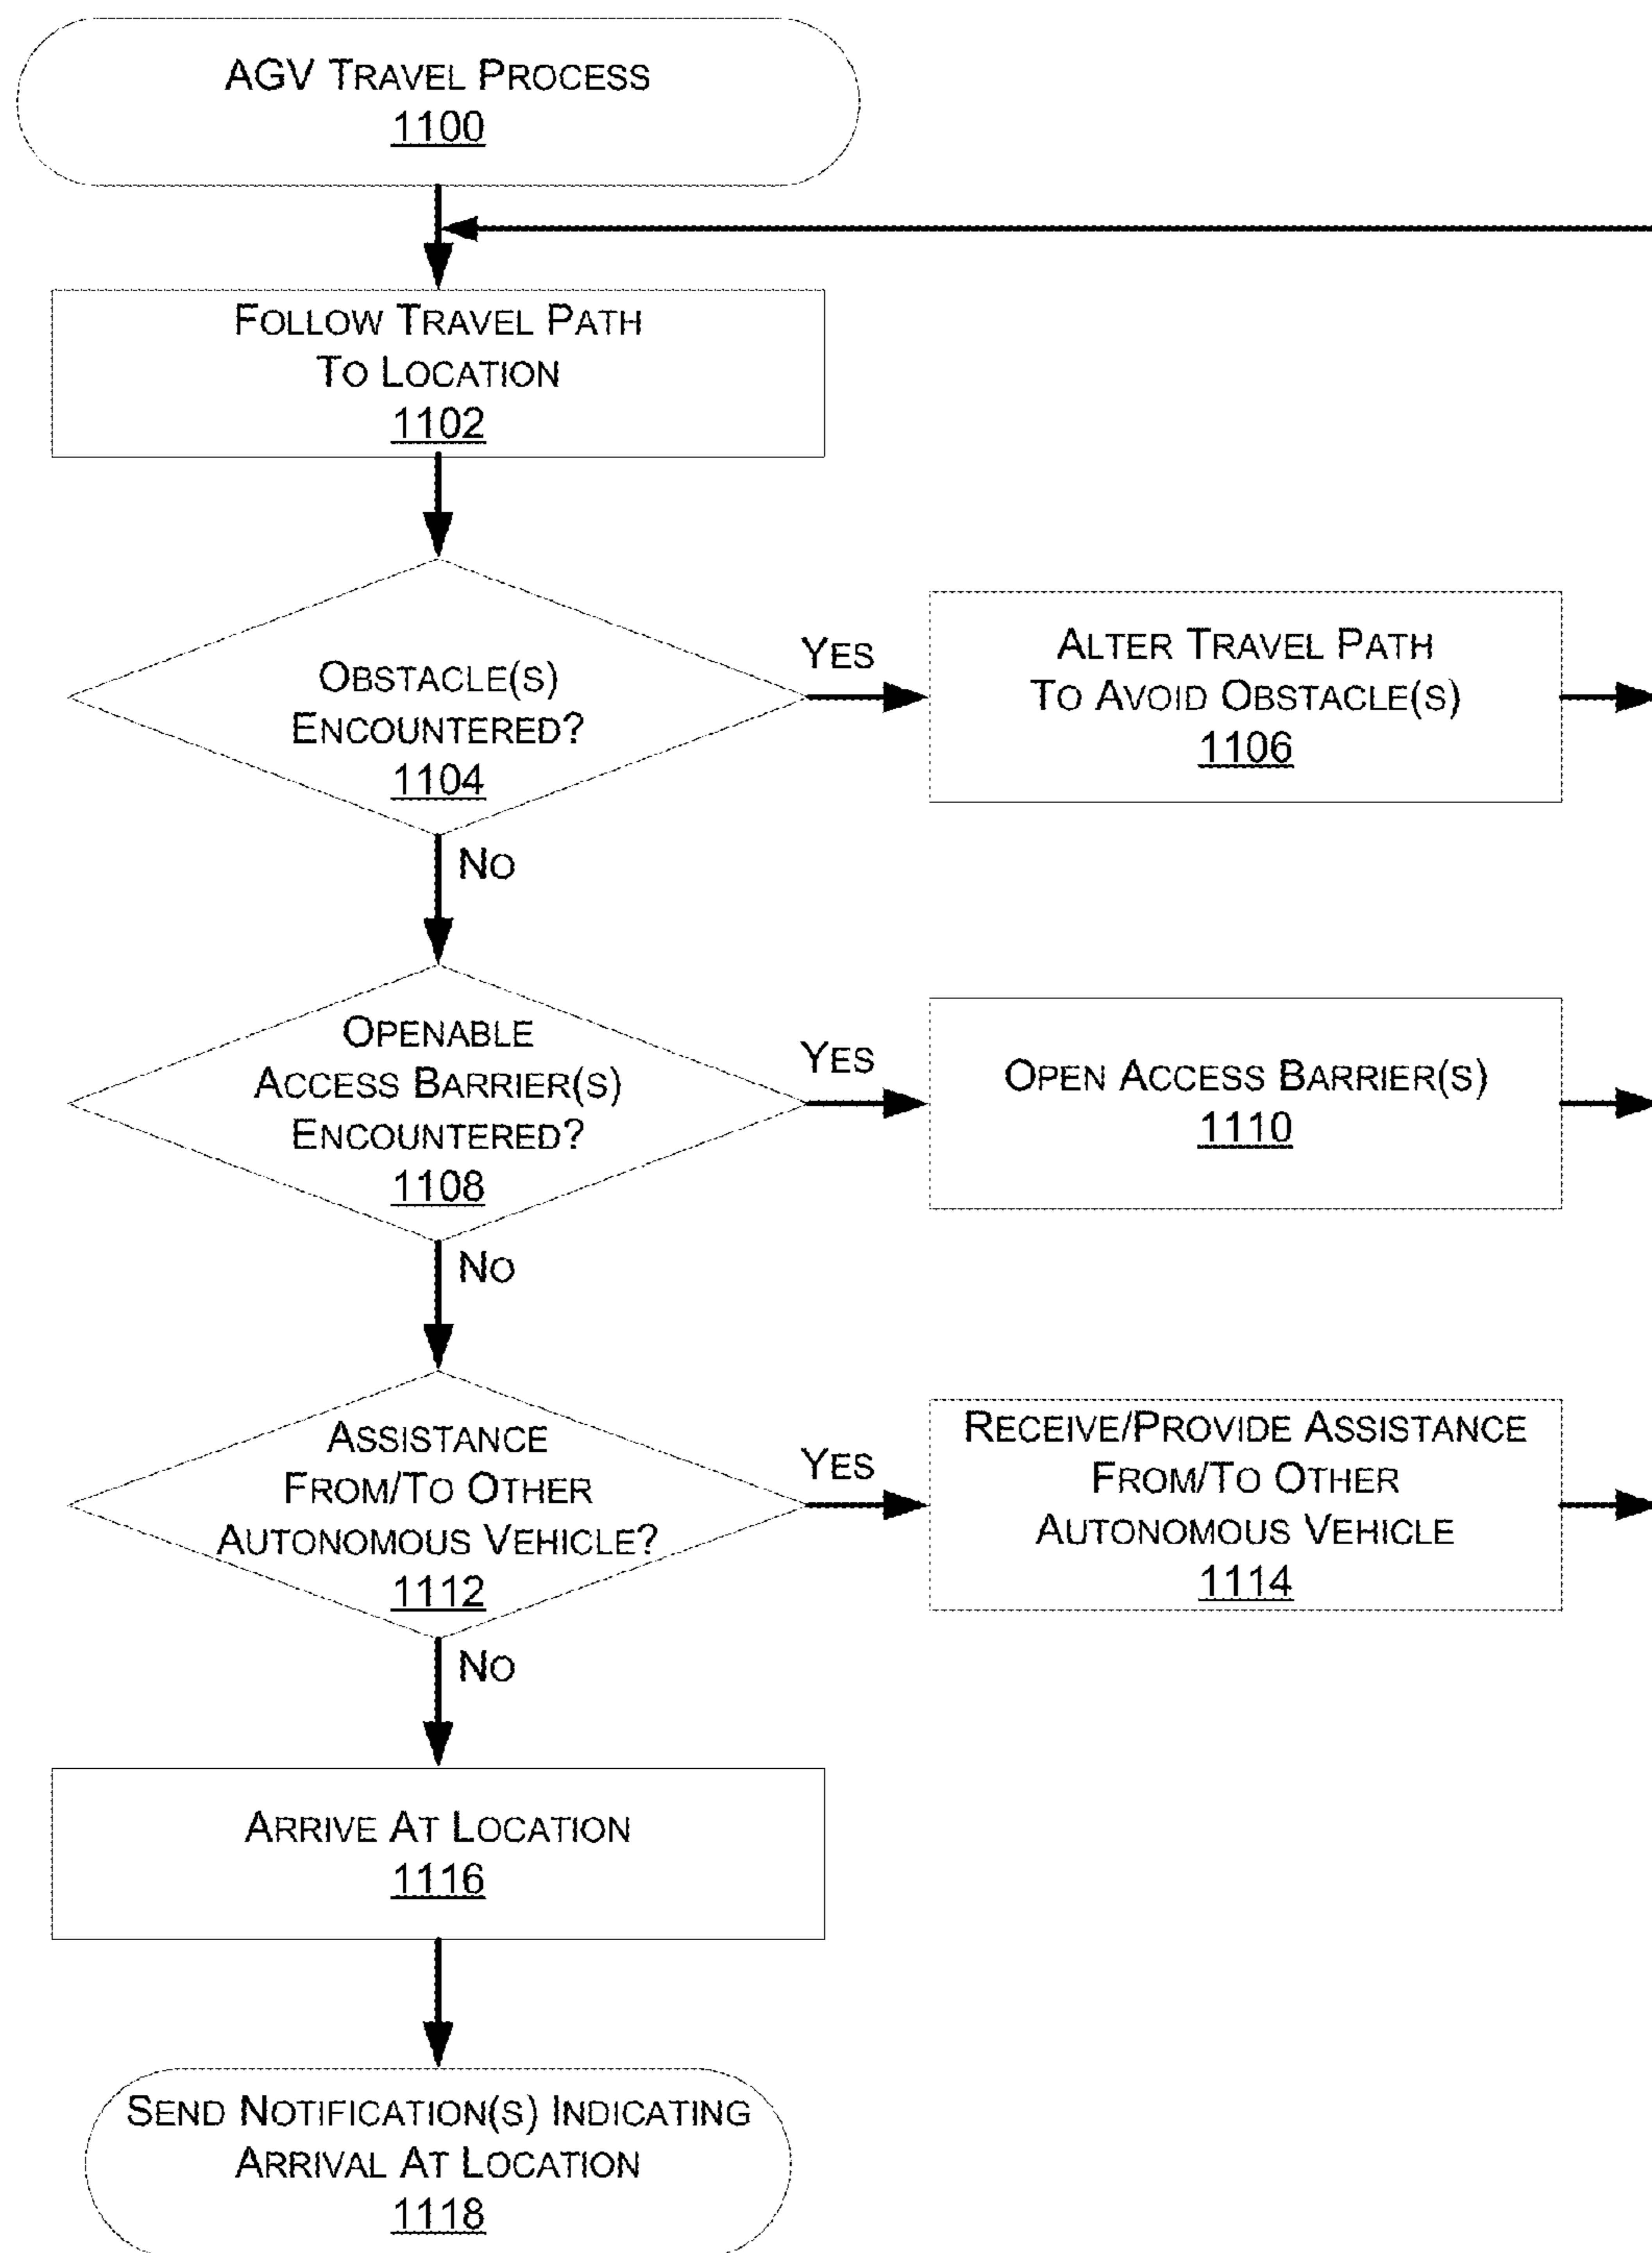 AGV TRAVEL PROCESS
1100
FOLLOW TRAVEL PATH
TO LOCATION
1102
OBSTACLE(S)
ENCOUNTERED?
1104
YES
ALTER TRAVEL PATH
TO AVOID OBSTACLE(S)
1106
NO
OPENABLE
ACCESS BARRIER(S)
ENCOUNTERED?
1108
YES
OPEN ACCESS BARRIER(S)
1110
NO
ASSISTANCE
FROM/TO OTHER
AUTONOMOUS VEHICLE?
1112
YES
RECEIVE/PROVIDE ASSISTANCE
FROM/TO OTHER
AUTONOMOUS VEHICLE
1114
NO
ARRIVE AT LOCATION
1116
SEND NOTIFICATION(S) INDICATING
ARRIVAL AT LOCATION
1118